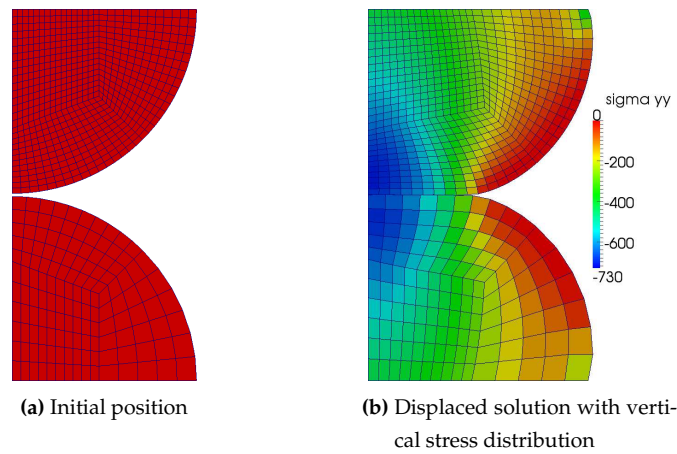 sigma yy
0
-200
-400
-600
-730
(a) Initial position
(b) Displaced solution with verti-
cal stress distribution